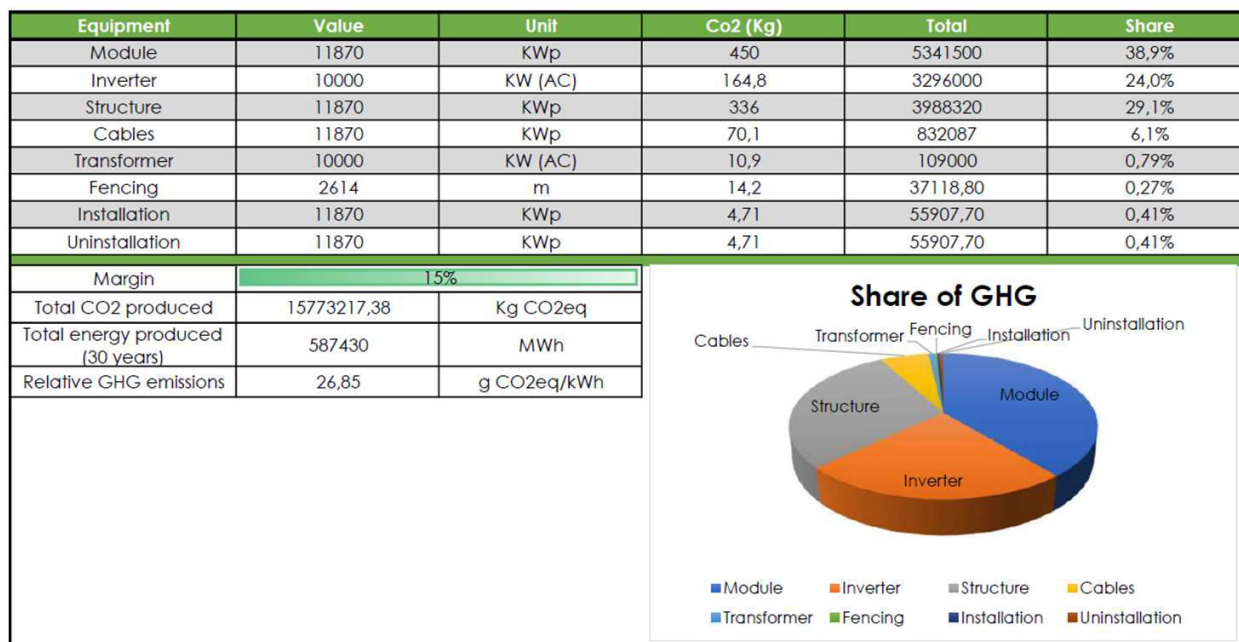 Equipment Value Unit Co2 (Kg) Total Share
Module 11870 KWp 450 5341500 38,9%
Inverter 10000 KW (AC) 164,8 3296000 24,0%
Structure 11870 KWp 336 3988320 29,1%
Cables 11870 KWp 70,1 832087 6,1%
Transformer 10000 KW (AC) 10,9 109000 0,79%
Fencing 2614 m 14,2 37118,80 0,27%
Installation 11870 KWp 4,71 55907,70 0,41%
Uninstallation 11870 KWp 4,71 55907,70 0,41%
Margin 15%
Total CO2 produced 15773217,38 Kg CO2eq
Total energy produced
(30 years) 587430 MWh
Relative GHG emissions 26,85 g CO2eq/kWh
Share of GHG
Cables Transformer Fencing Installation Uninstallation
Structure Module
Inverter
Module Inverter Structure Cables
Transformer Fencing Installation Uninstallation